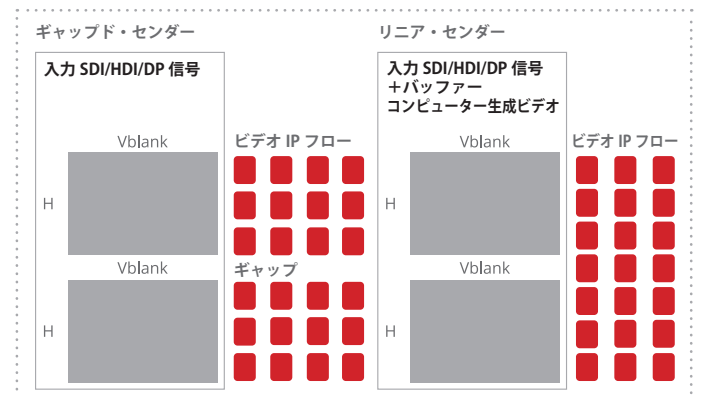 ギャップド・センダー
入力 SDI/HDI/DP 信号
Vblank
ビデオ IP フロー
H
Vblank
ギャップ
H
リニア・センダー
入力 SDI/HDI/DP 信号
＋バッファー
コンピューター生成ビデオ
Vblank
ビデオ IP フロー
H
Vblank
H